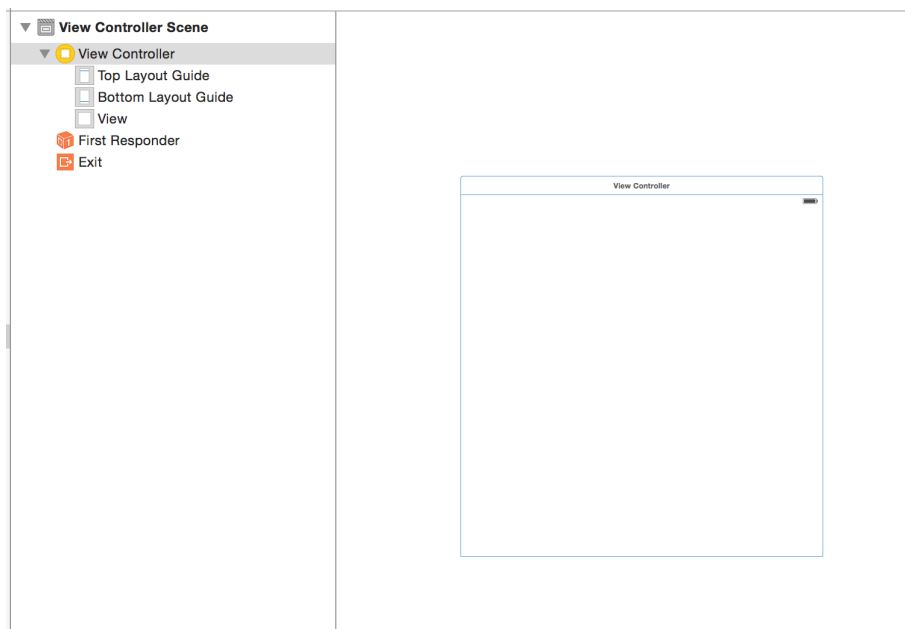 View Controller Scene
View Controller
Top Layout Guide
Bottom Layout Guide
View
First Responder
Exit
View Controller